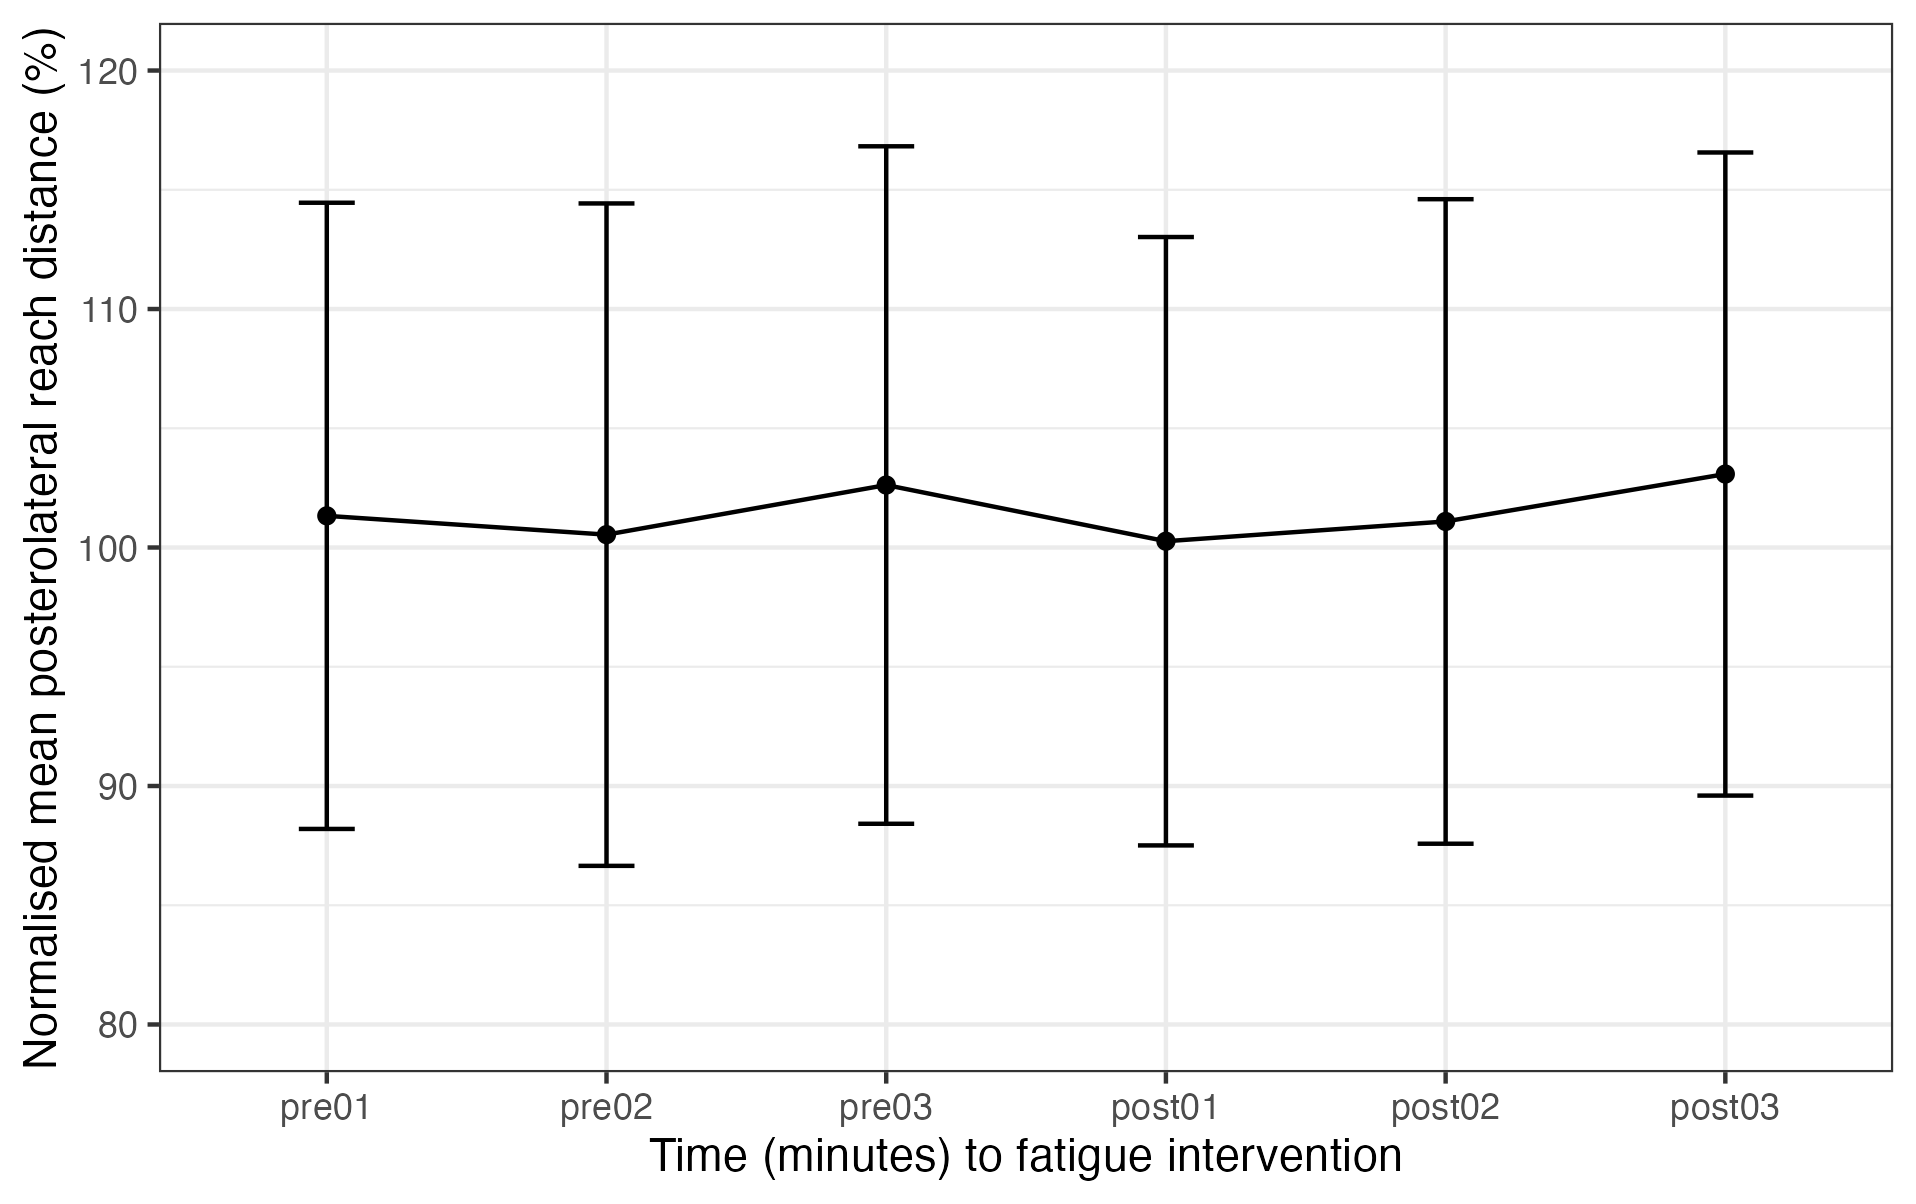 Normalised mean posterolateral reach distance (%)
120
110
100
90
80
pre01 pre02 pre03 post01 post02 post03
Time (minutes) to fatigue intervention